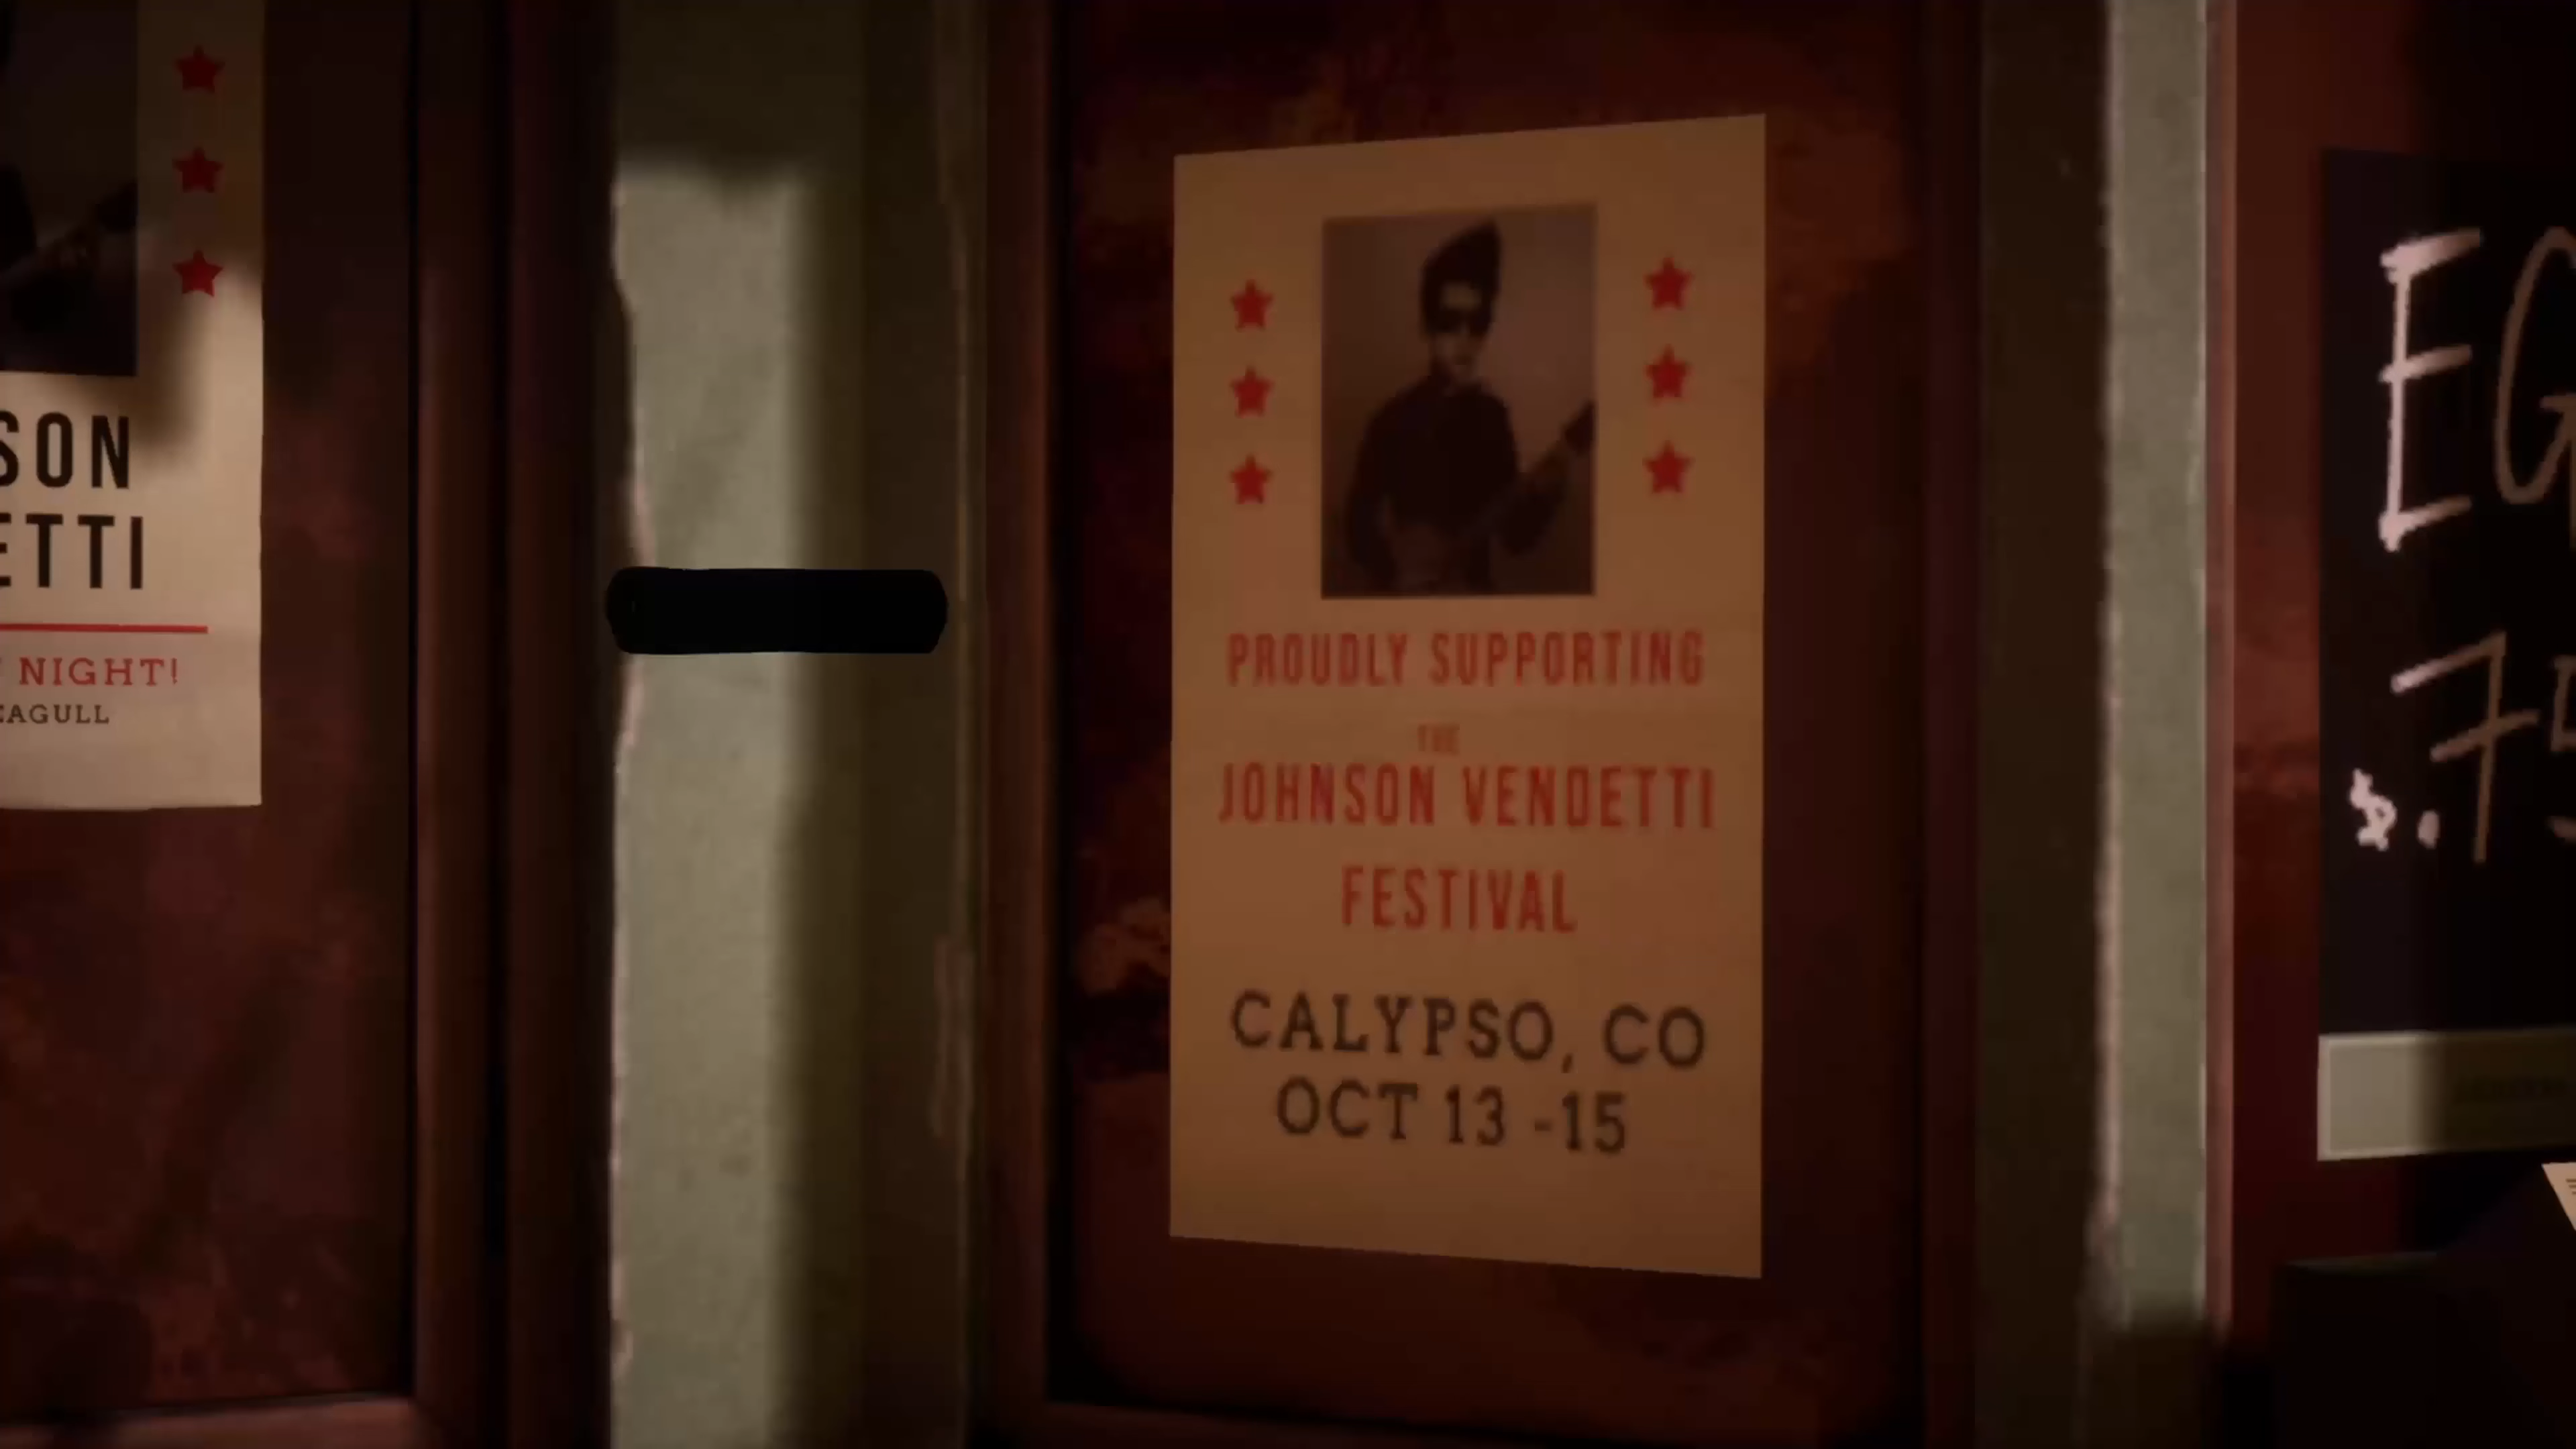 SON
ETTI
NIGHT!
EAGULL
PROUDLY SUPPORTING
THE
JOHNSON VENDETTI
FESTIVAL
CALYPSO, CO
OCT 13 -15
EG
$.75